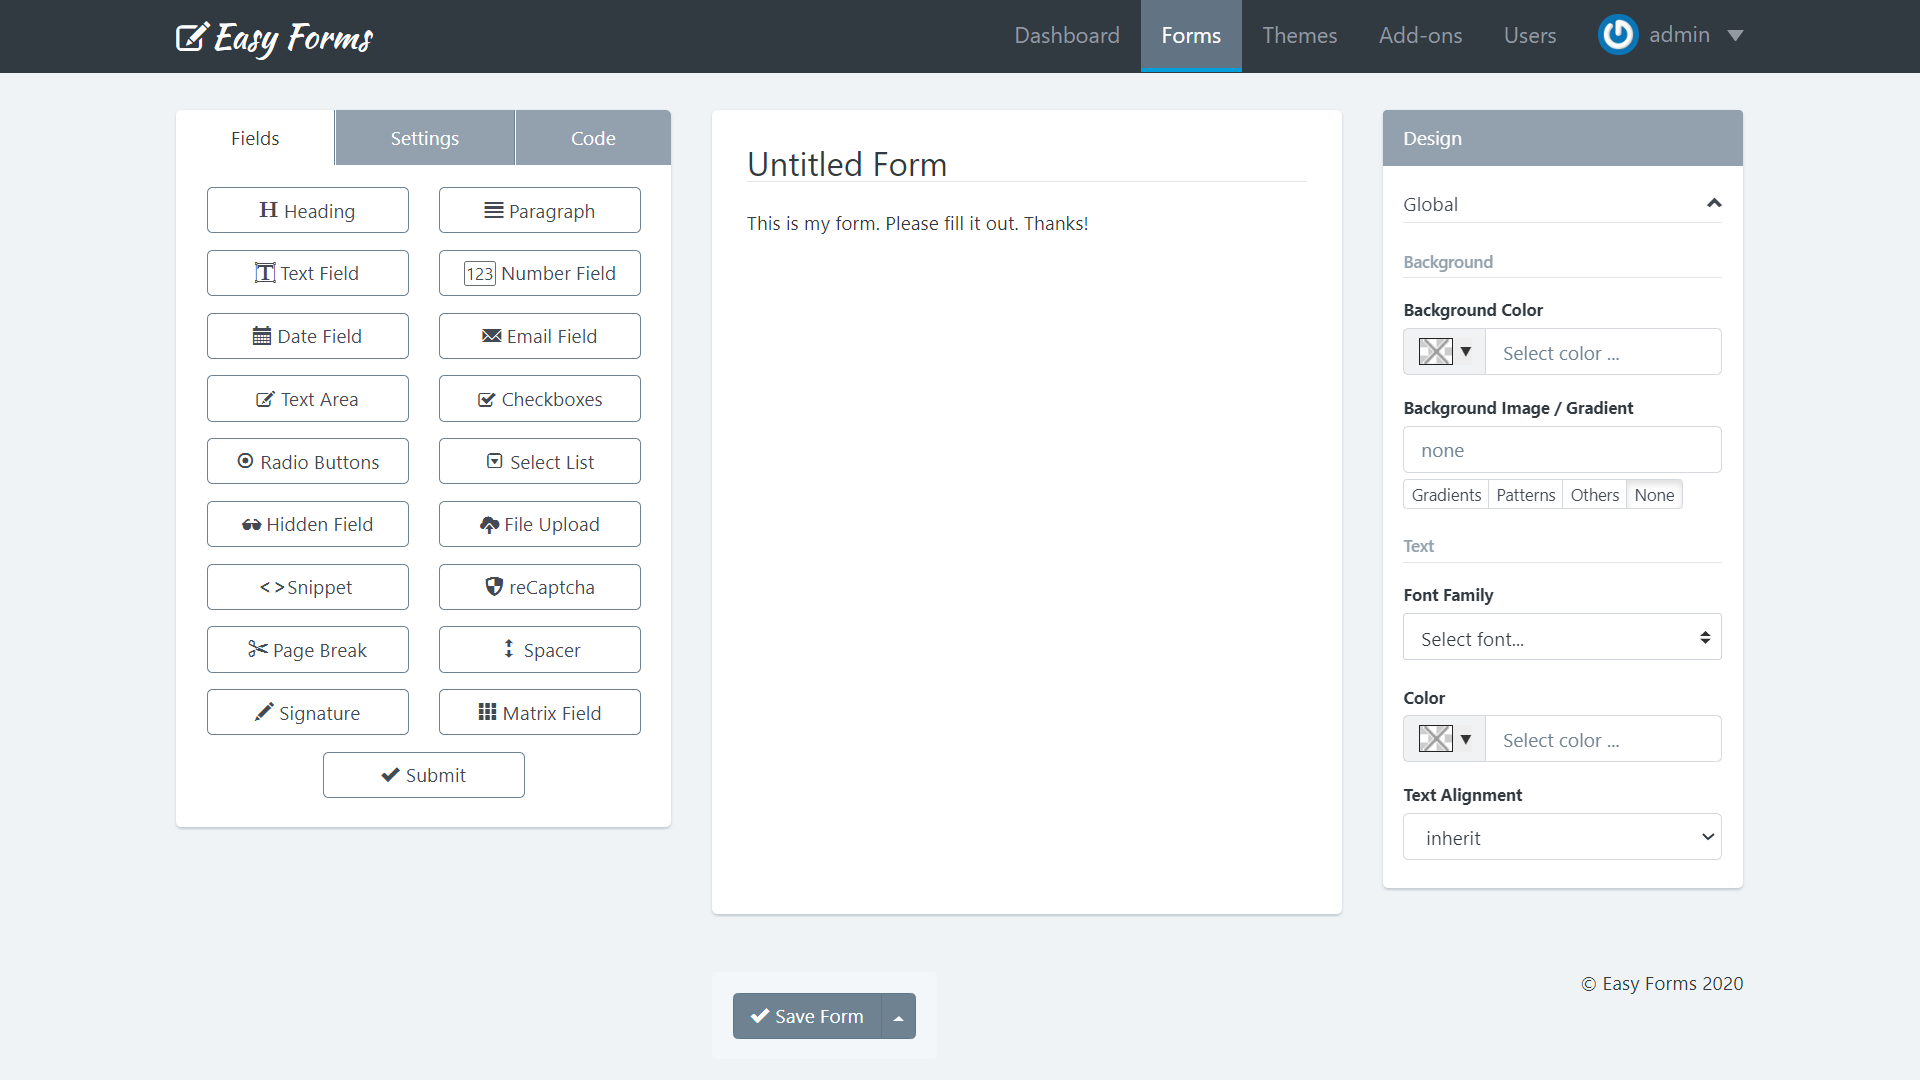 Easy Forms
Dashboard
Forms
Themes
Add-ons
Users
admin
Fields
Settings
Code
H Heading
Paragraph
T Text Field
123 Number Field
Date Field
Email Field
Text Area
Checkboxes
Radio Buttons
Select List
Hidden Field
File Upload
<>Snippet
reCaptcha
Page Break
Spacer
Signature
Matrix Field
Submit
Untitled Form
This is my form. Please fill it out. Thanks!
Save Form
Design
Global
Background
Background Color
Select color ...
Background Image / Gradient
none
Gradients
Patterns
Others
None
Text
Font Family
Select font...
Color
Select color ...
Text Alignment
inherit
© Easy Forms 2020